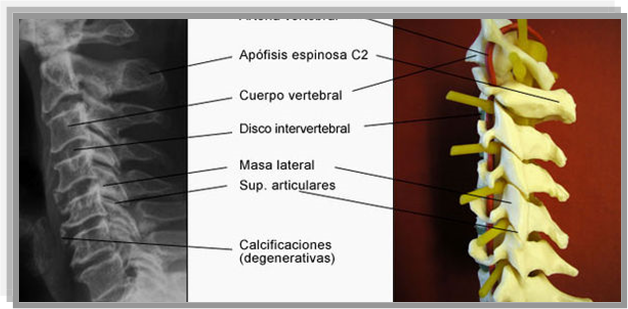 Apófisis espinosa C2
Cuerpo vertebral
Disco intervertebral
Masa lateral
Sup. articulares
Calcificaciones
(degenerativas)